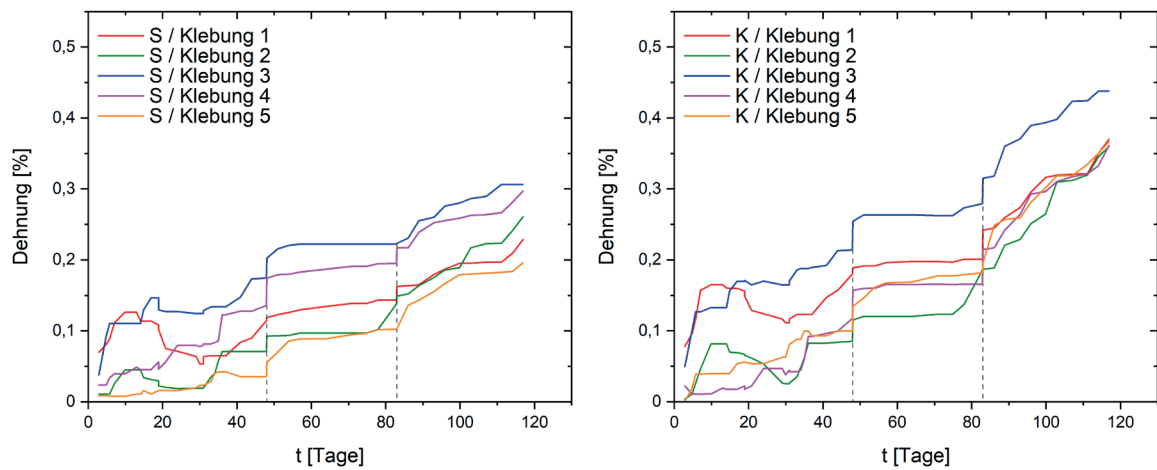 0,5
0,4
0,3
0,2
0,1
0
Dehnung [%]
S / Klebung 1
S / Klebung 2
S / Klebung 3
S / Klebung 4
S / Klebung 5
0 20 40 60 80 100 120
t [Tage]
0,5
0,4
0,3
0,2
0,1
0
Dehnung [%]
K / Klebung 1
K / Klebung 2
K / Klebung 3
K / Klebung 4
K / Klebung 5
0 20 40 60 80 100 120
t [Tage]